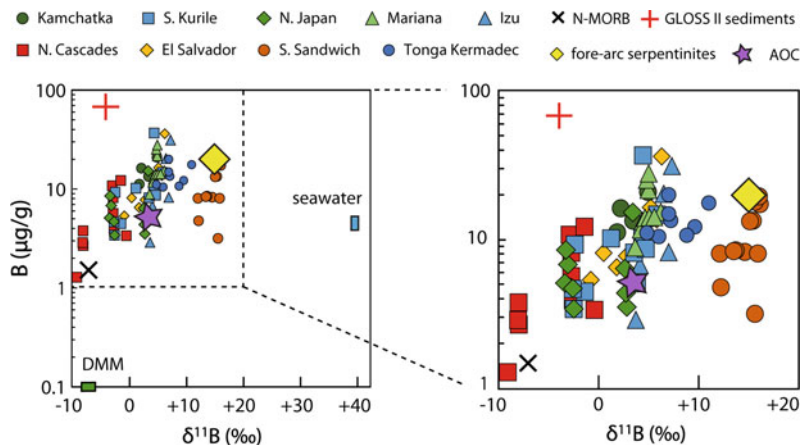 Kamchatka S. Kurile N. Japan Mariana Izu N-MORB GLOSS II sediments
N. Cascades El Salvador S. Sandwich Tonga Kermadec fore-arc serpentinites AOC
100
10
1
0.1
B (μg/g)
seawater
DMM
-10 0 +10 +20 +30 +40
δ¹¹B (‰)
100
10
1
-10 0 +10 +20
δ¹¹B (‰)